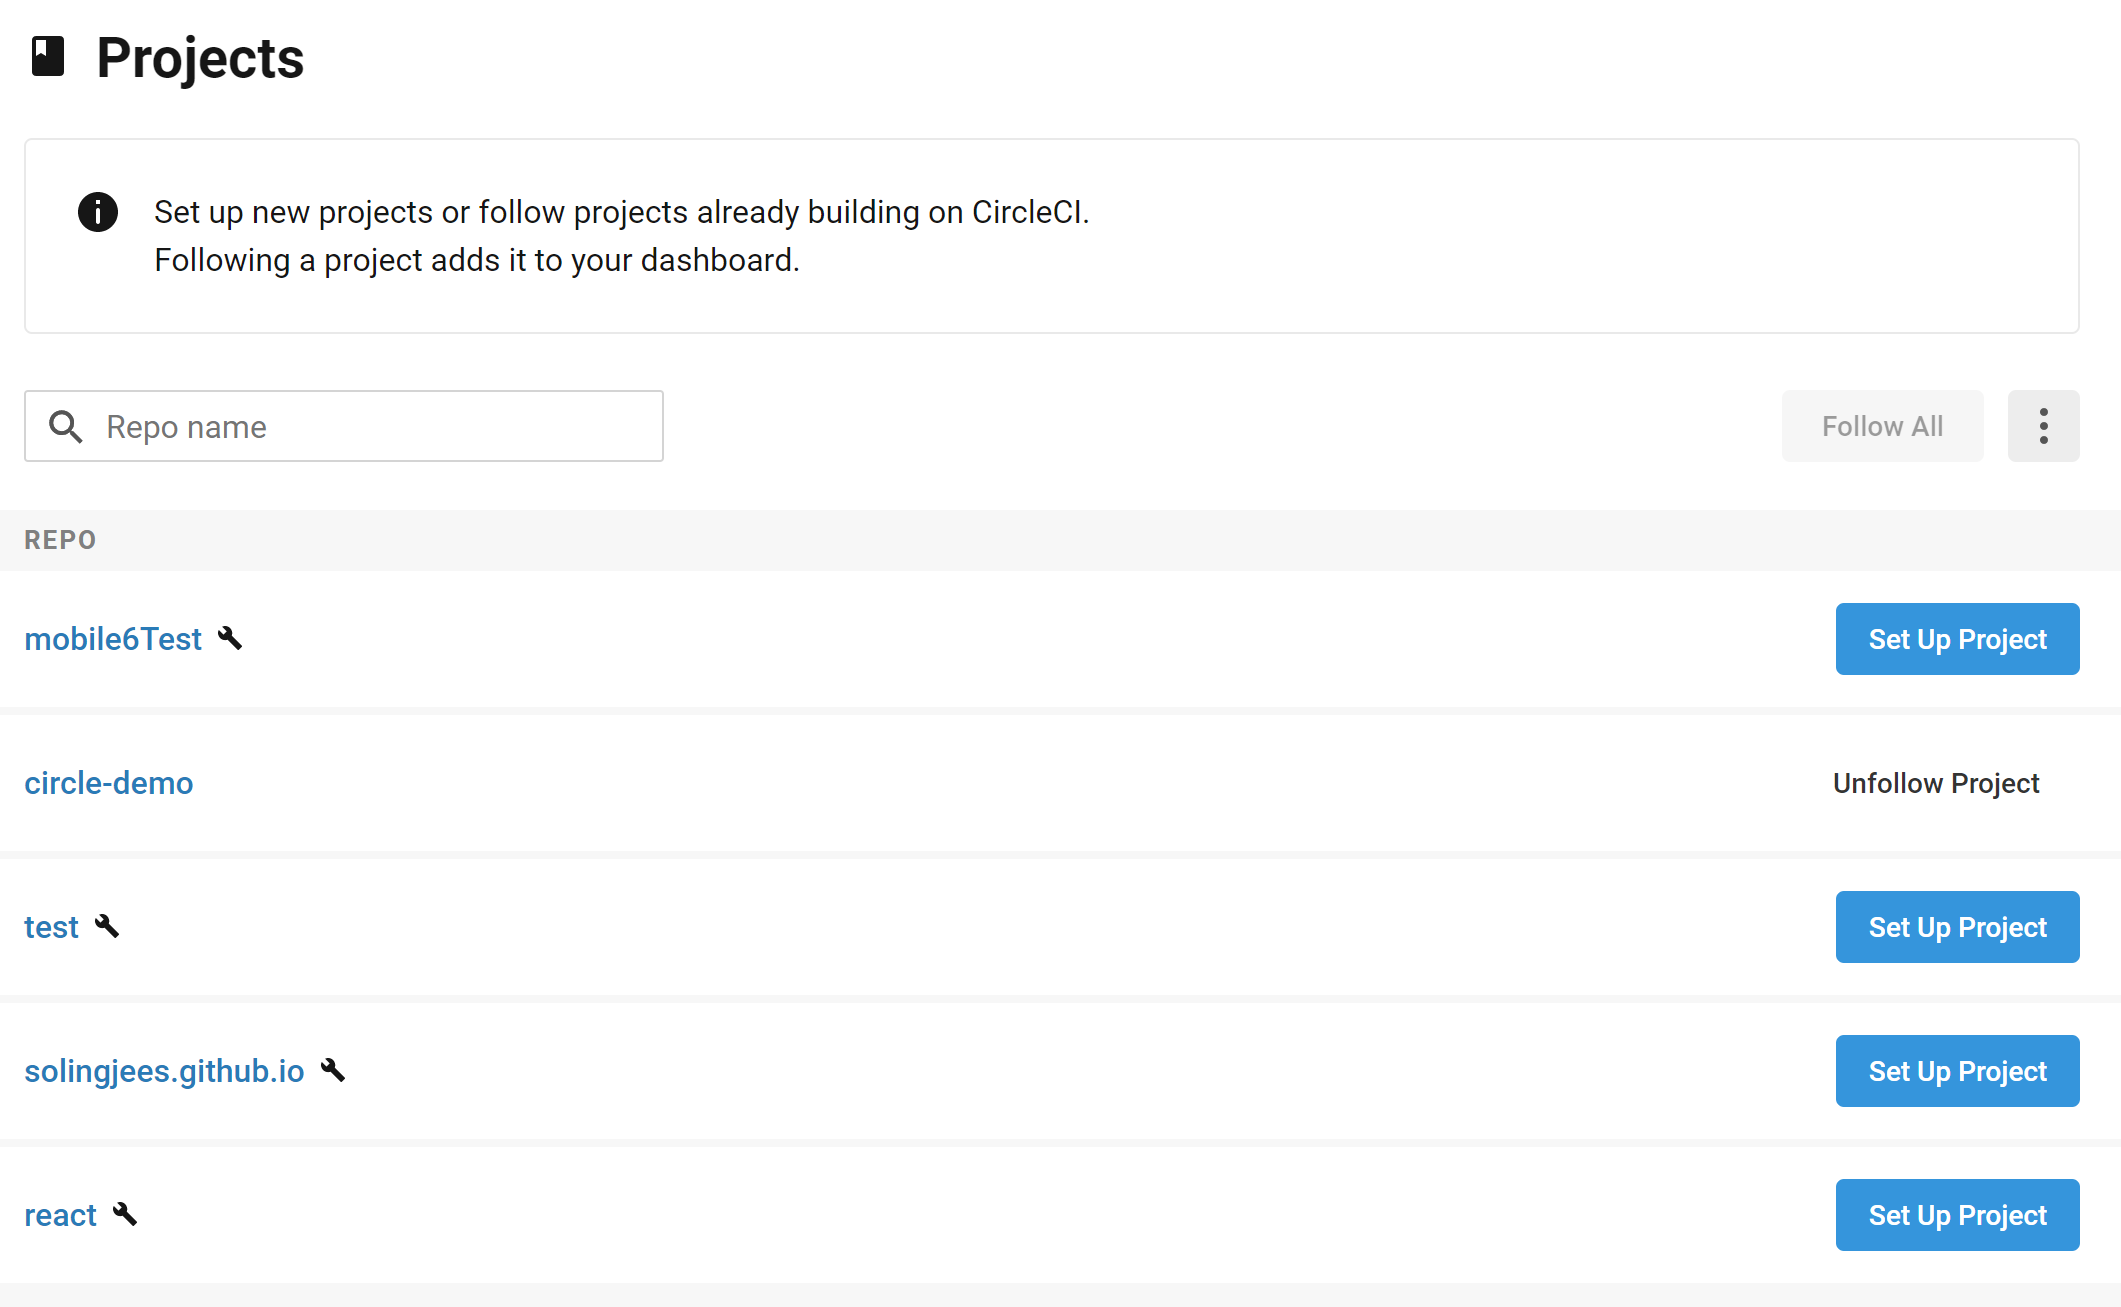 Projects
Set up new projects or follow projects already building on CircleCI.
Following a project adds it to your dashboard.
Repo name
Follow All
REPO
mobile6Test
Set Up Project
circle-demo
Unfollow Project
test
Set Up Project
solingjees.github.io
Set Up Project
react
Set Up Project